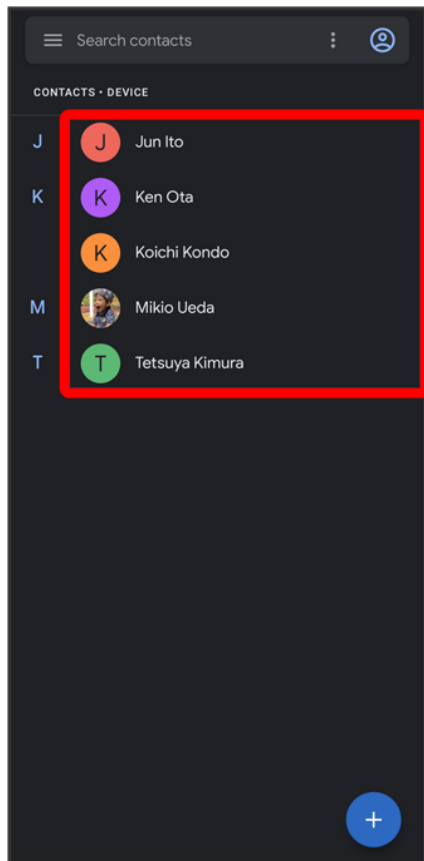 Search contacts
CONTACTS • DEVICE
J
J Jun Ito
K
K Ken Ota
K Koichi Kondo
M
Mikio Ueda
T
T Tetsuya Kimura
+